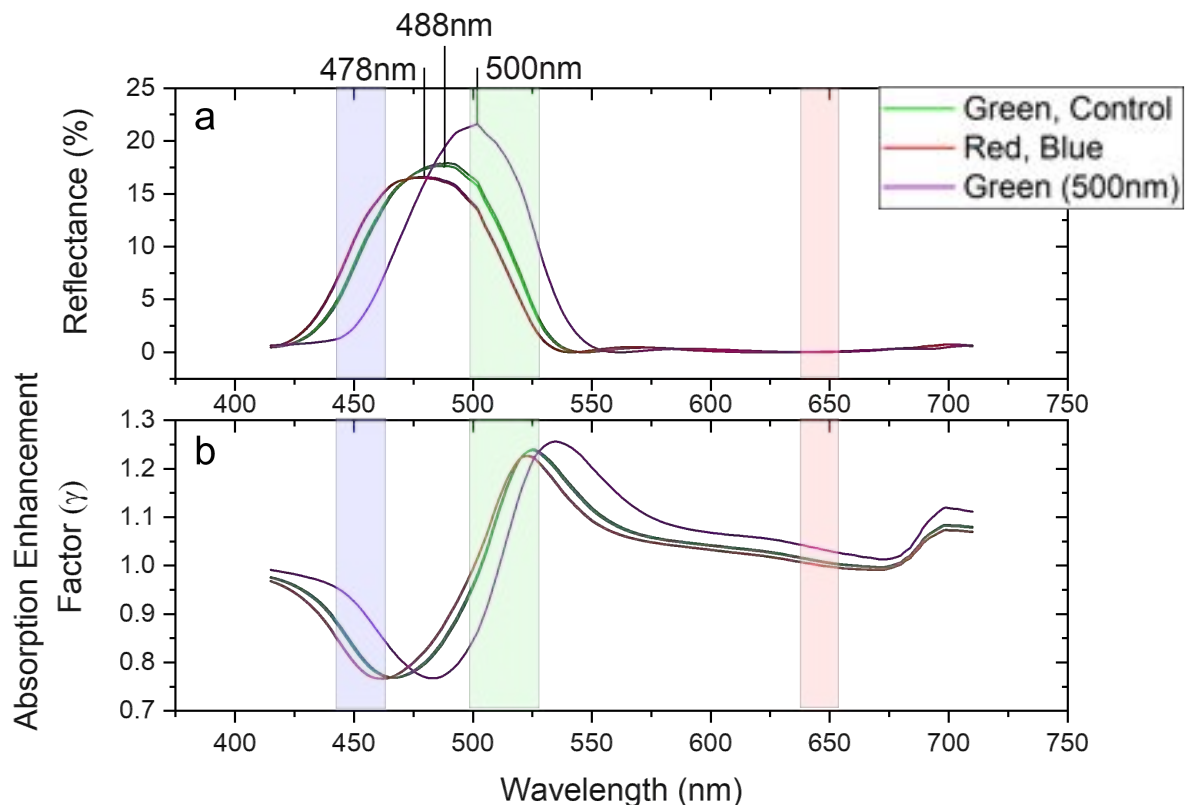 488nm
478nm 500nm
a
Reflectance (%)
25
20
15
10
5
0
Green, Control
Red, Blue
Green (500nm)
400 450 500 550 600 650 700 750
b
Absorption Enhancement
Factor (γ)
1.3
1.2
1.1
1.0
0.9
0.8
0.7
400 450 500 550 600 650 700 750
Wavelength (nm)